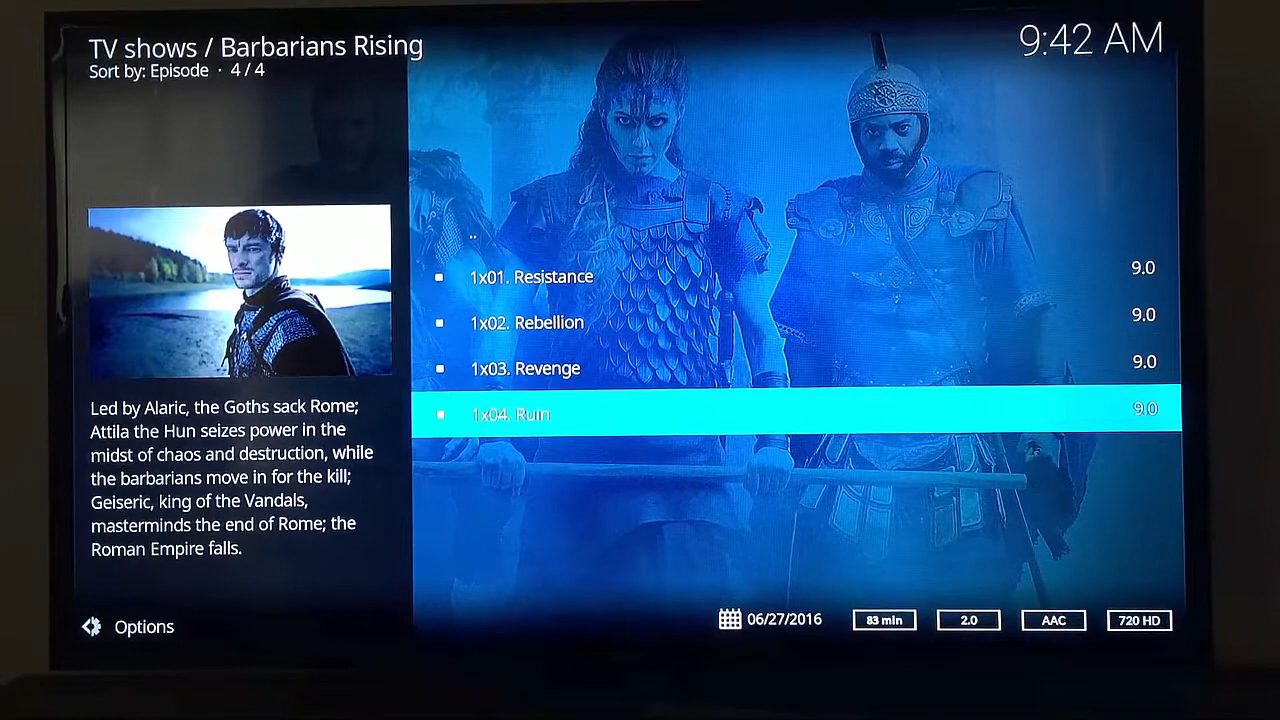 TV shows / Barbarians Rising
Sort by: Episode · 4 / 4
9:42 AM
..
1x01. Resistance 9.0
1x02. Rebellion 9.0
1x03. Revenge 9.0
1x04. Ruin 9.0
Led by Alaric, the Goths sack Rome;
Attila the Hun seizes power in the
midst of chaos and destruction, while
the barbarians move in for the kill;
Geiseric, king of the Vandals,
masterminds the end of Rome; the
Roman Empire falls.
Options
06/27/2016 83 min 2.0 AAC 720 HD